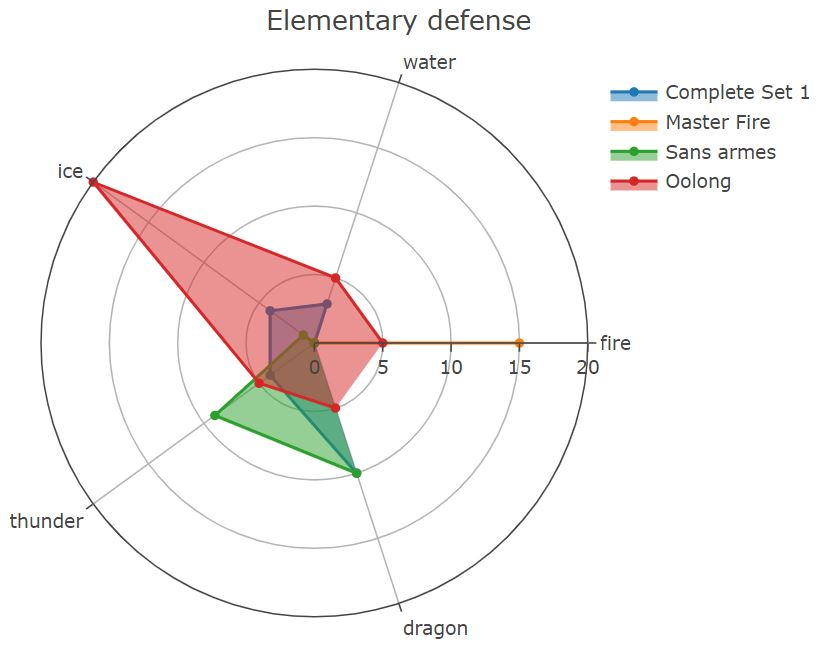 Elementary defense
water
Complete Set 1
Master Fire
Sans armes
Oolong
ice
fire
0 5 10 15 20
thunder
dragon